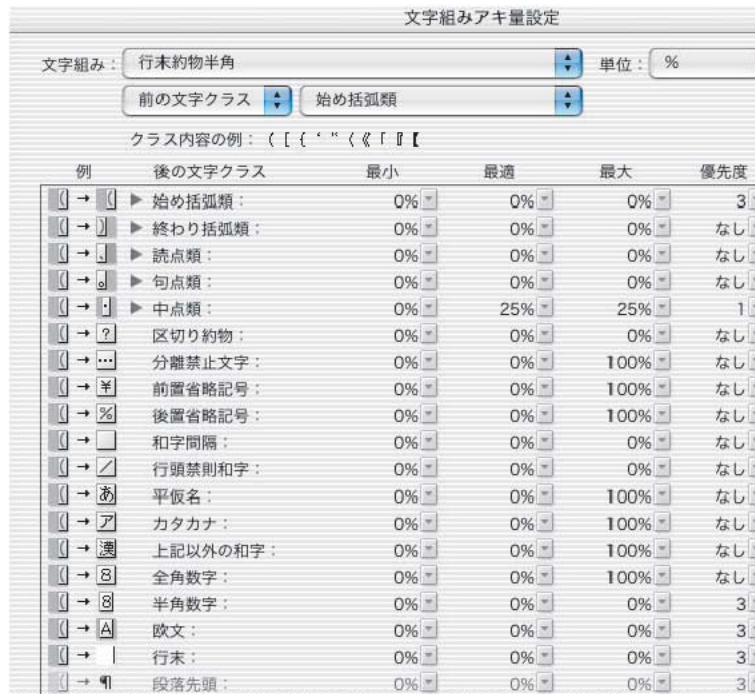 文字組みアキ量設定
文字組み： 行末約物半角 単位： %
前の文字クラス 始め括弧類
クラス内容の例： （ [ { ‘ “ 〈 《 「 『 【
例 後の文字クラス 最小 最適 最大 優先度
（ → （ ▶ 始め括弧類： 0% 0% 0% 3
（ → ） ▶ 終わり括弧類： 0% 0% 0% なし
（ → 、 ▶ 読点類： 0% 0% 0% なし
（ → 。 ▶ 句点類： 0% 0% 0% なし
（ → ・ ▶ 中点類： 0% 25% 25% 1
（ → ? 区切り約物： 0% 0% 0% なし
（ → … 分離禁止文字： 0% 0% 100% なし
（ → ¥ 前置省略記号： 0% 0% 100% なし
（ → % 後置省略記号： 0% 0% 100% なし
（ → 和字間隔： 0% 0% 0% なし
（ → ／ 行頭禁則和字： 0% 0% 0% なし
（ → あ 平仮名： 0% 0% 100% なし
（ → ア カタカナ： 0% 0% 100% なし
（ → 漢 上記以外の和字： 0% 0% 100% なし
（ → 8 全角数字： 0% 0% 100% なし
（ → 8 半角数字： 0% 0% 0% 3
（ → A 欧文： 0% 0% 0% 3
（ → | 行末： 0% 0% 0% 3
（ → ¶ 段落先頭： 0% 0% 0% 3